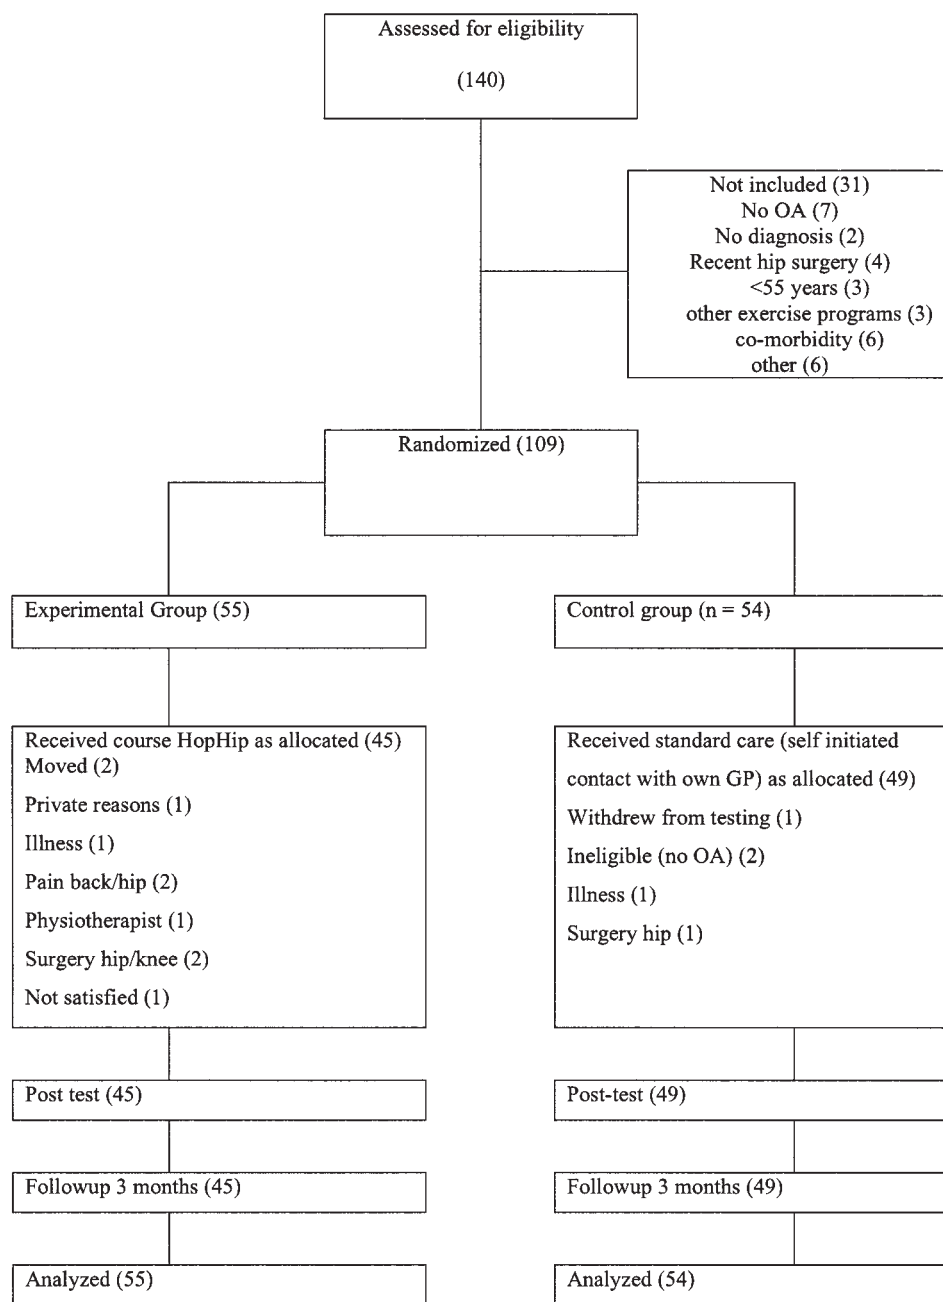 Assessed for eligibility
(140)
Not included (31)
No OA (7)
No diagnosis (2)
Recent hip surgery (4)
<55 years (3)
other exercise programs (3)
co-morbidity (6)
other (6)
Randomized (109)
Experimental Group (55)
Control group (n = 54)
Received course HopHip as allocated (45)
Moved (2)
Private reasons (1)
Illness (1)
Pain back/hip (2)
Physiotherapist (1)
Surgery hip/knee (2)
Not satisfied (1)
Received standard care (self initiated
contact with own GP) as allocated (49)
Withdrew from testing (1)
Ineligible (no OA) (2)
Illness (1)
Surgery hip (1)
Post test (45)
Post-test (49)
Followup 3 months (45)
Followup 3 months (49)
Analyzed (55)
Analyzed (54)